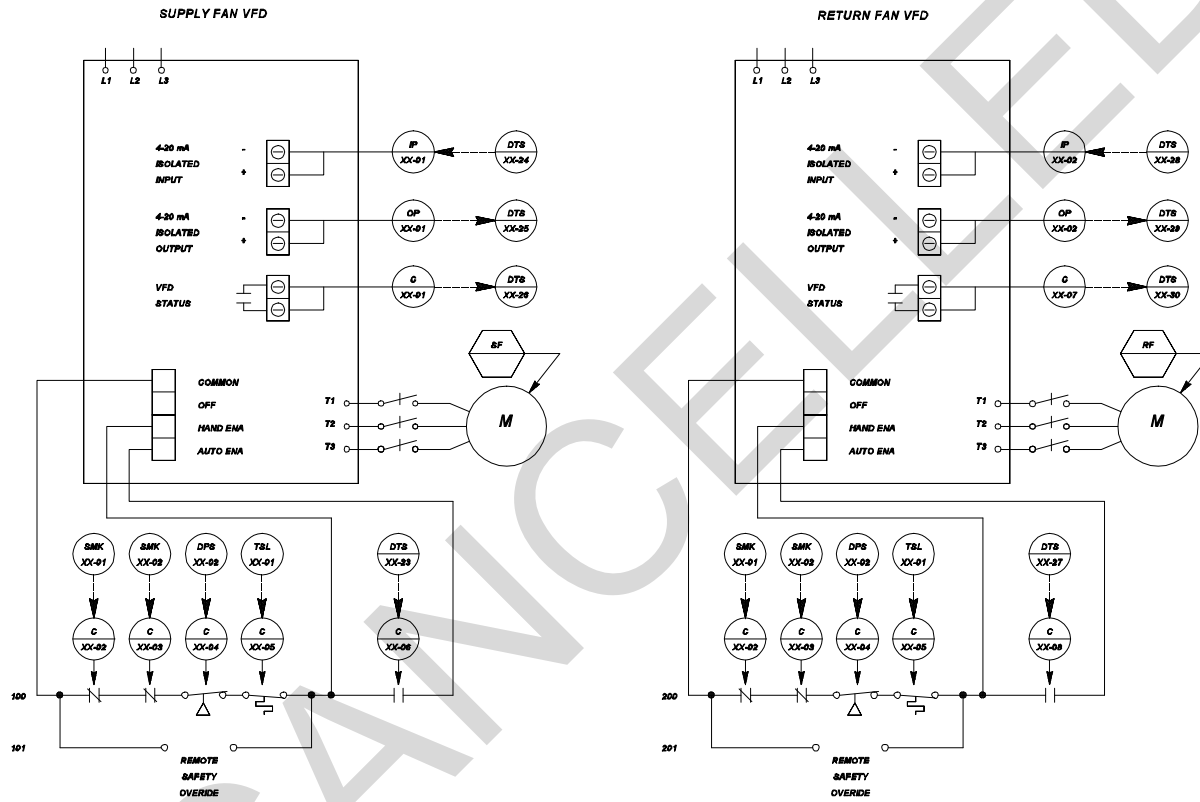 SUPPLY FAN VFD
L1 L2 L3
4-20 mA
ISOLATED
INPUT
-
+
IP
XX-01
DTS
XX-24
4-20 mA
ISOLATED
OUTPUT
-
+
OP
XX-01
DTS
XX-25
VFD
STATUS
C
XX-01
DTS
XX-26
SF
M
COMMON
OFF
HAND ENA
AUTO ENA
T1
T2
T3
SMK
XX-01
SMK
XX-02
DPS
XX-02
TSL
XX-01
DTS
XX-23
C
XX-02
C
XX-03
C
XX-04
C
XX-05
C
XX-06
100
101
REMOTE
SAFETY
OVERIDE
RETURN FAN VFD
L1 L2 L3
4-20 mA
ISOLATED
INPUT
-
+
IP
XX-02
DTS
XX-28
4-20 mA
ISOLATED
OUTPUT
-
+
OP
XX-02
DTS
XX-29
VFD
STATUS
C
XX-07
DTS
XX-30
RF
M
COMMON
OFF
HAND ENA
AUTO ENA
T1
T2
T3
SMK
XX-01
SMK
XX-02
DPS
XX-02
TSL
XX-01
DTS
XX-27
C
XX-02
C
XX-03
C
XX-04
C
XX-05
C
XX-08
200
201
REMOTE
SAFETY
OVERIDE
CANCELLED